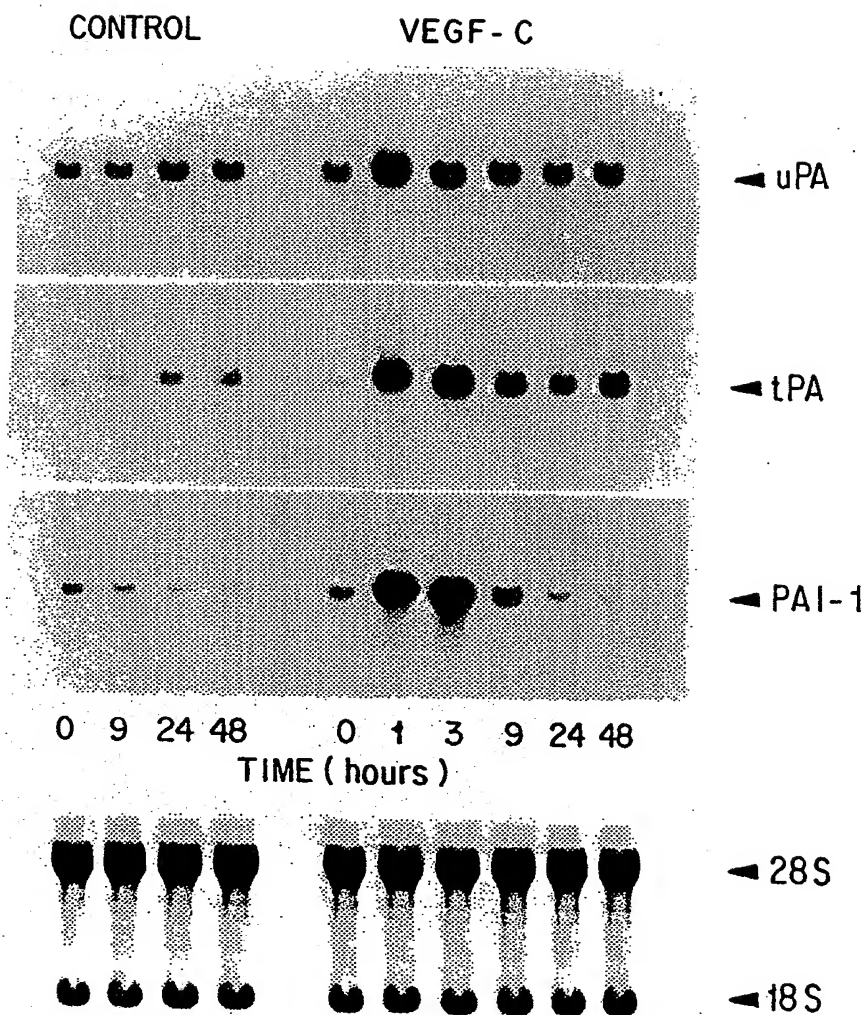 CONTROL VEGF-C
uPA
tPA
PAI-1
0 9 24 48 0 1 3 9 24 48
TIME (hours)
28S
18S